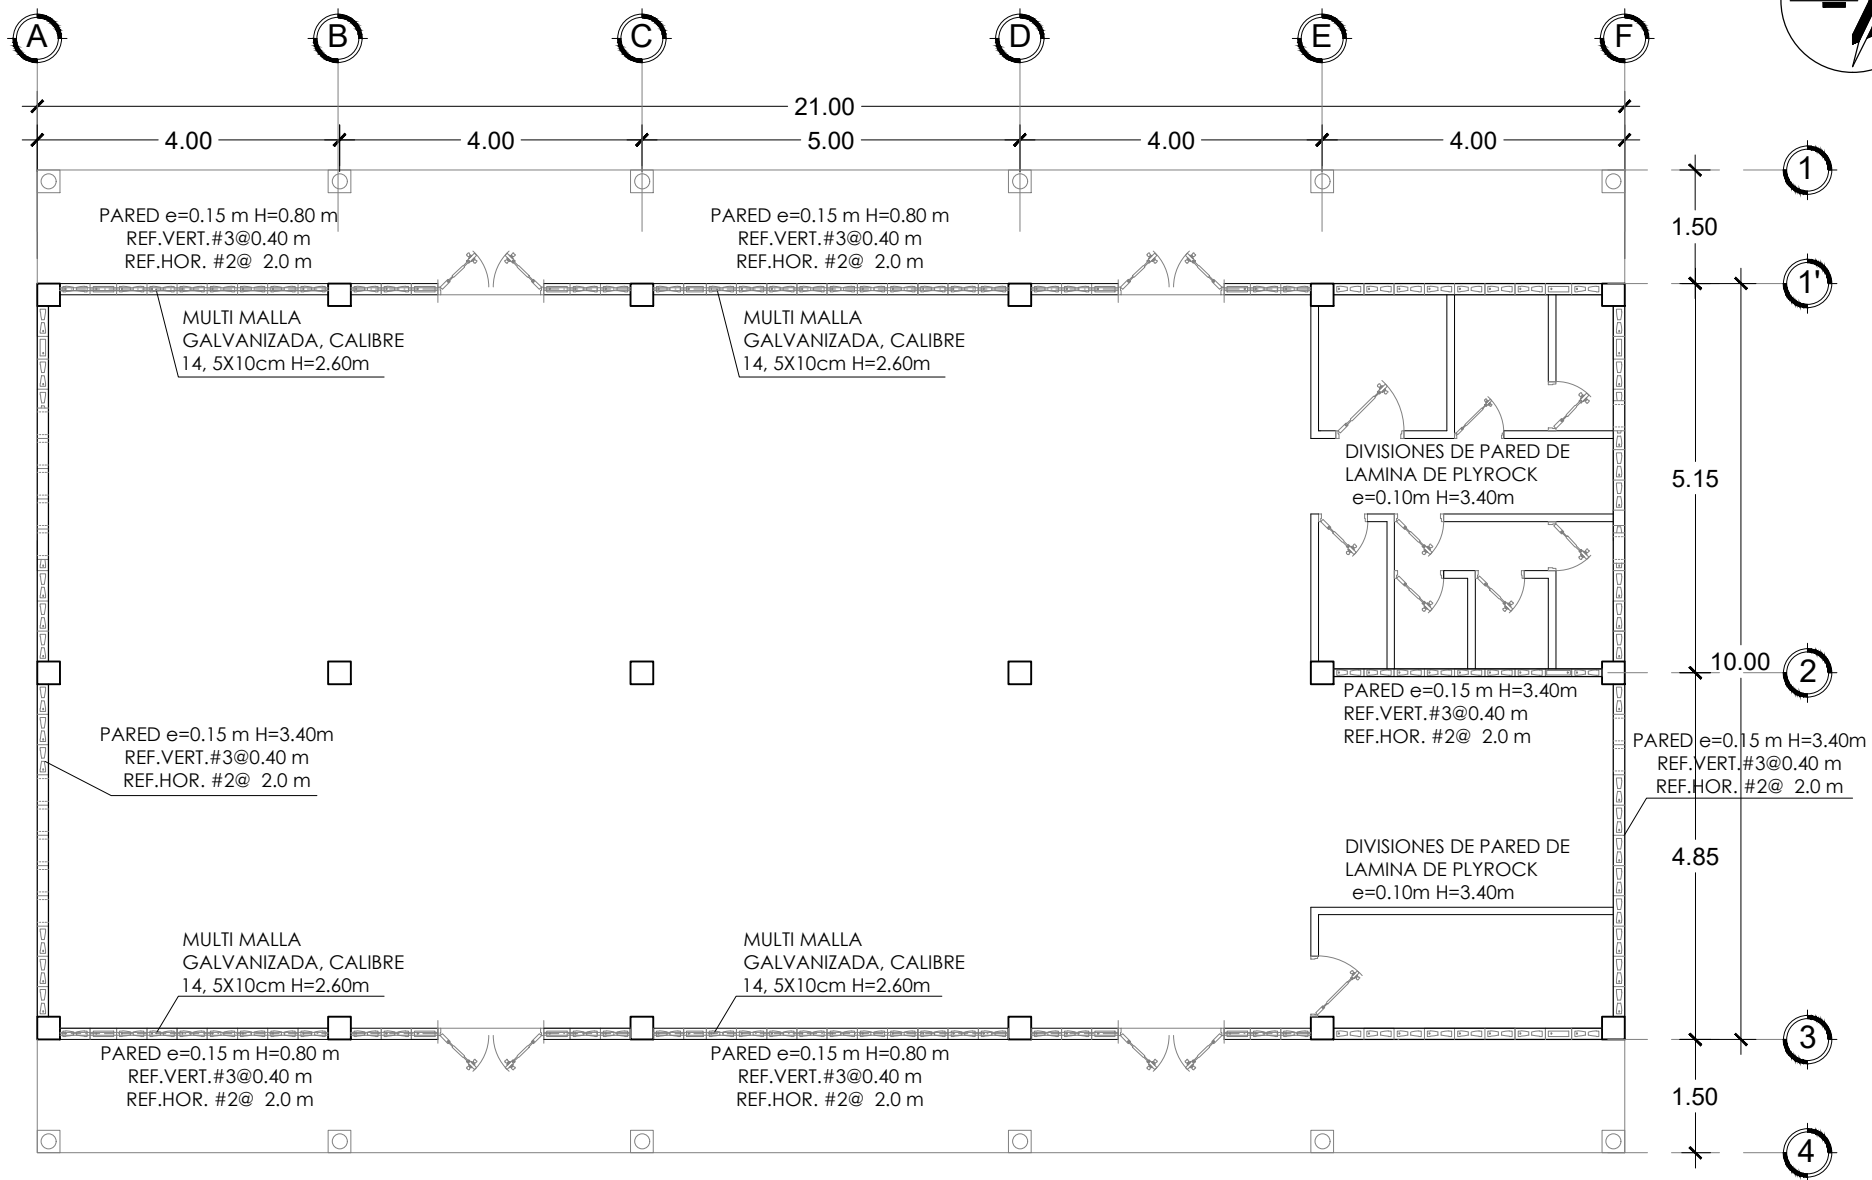 A
B
C
D
E
F
21.00
4.00
4.00
5.00
4.00
4.00
1
1.50
1'
PARED e=0.15 m H=0.80 m
REF.VERT.#3@0.40 m
REF.HOR. #2@ 2.0 m
PARED e=0.15 m H=0.80 m
REF.VERT.#3@0.40 m
REF.HOR. #2@ 2.0 m
MULTI MALLA
GALVANIZADA, CALIBRE
14, 5X10cm H=2.60m
MULTI MALLA
GALVANIZADA, CALIBRE
14, 5X10cm H=2.60m
DIVISIONES DE PARED DE
LAMINA DE PLYROCK
e=0.10m H=3.40m
5.15
10.00
2
PARED e=0.15 m H=3.40m
REF.VERT.#3@0.40 m
REF.HOR. #2@ 2.0 m
PARED e=0.15 m H=3.40m
REF.VERT.#3@0.40 m
REF.HOR. #2@ 2.0 m
PARED e=0.15 m H=3.40m
REF.VERT.#3@0.40 m
REF.HOR. #2@ 2.0 m
DIVISIONES DE PARED DE
LAMINA DE PLYROCK
e=0.10m H=3.40m
4.85
MULTI MALLA
GALVANIZADA, CALIBRE
14, 5X10cm H=2.60m
MULTI MALLA
GALVANIZADA, CALIBRE
14, 5X10cm H=2.60m
3
PARED e=0.15 m H=0.80 m
REF.VERT.#3@0.40 m
REF.HOR. #2@ 2.0 m
PARED e=0.15 m H=0.80 m
REF.VERT.#3@0.40 m
REF.HOR. #2@ 2.0 m
1.50
4